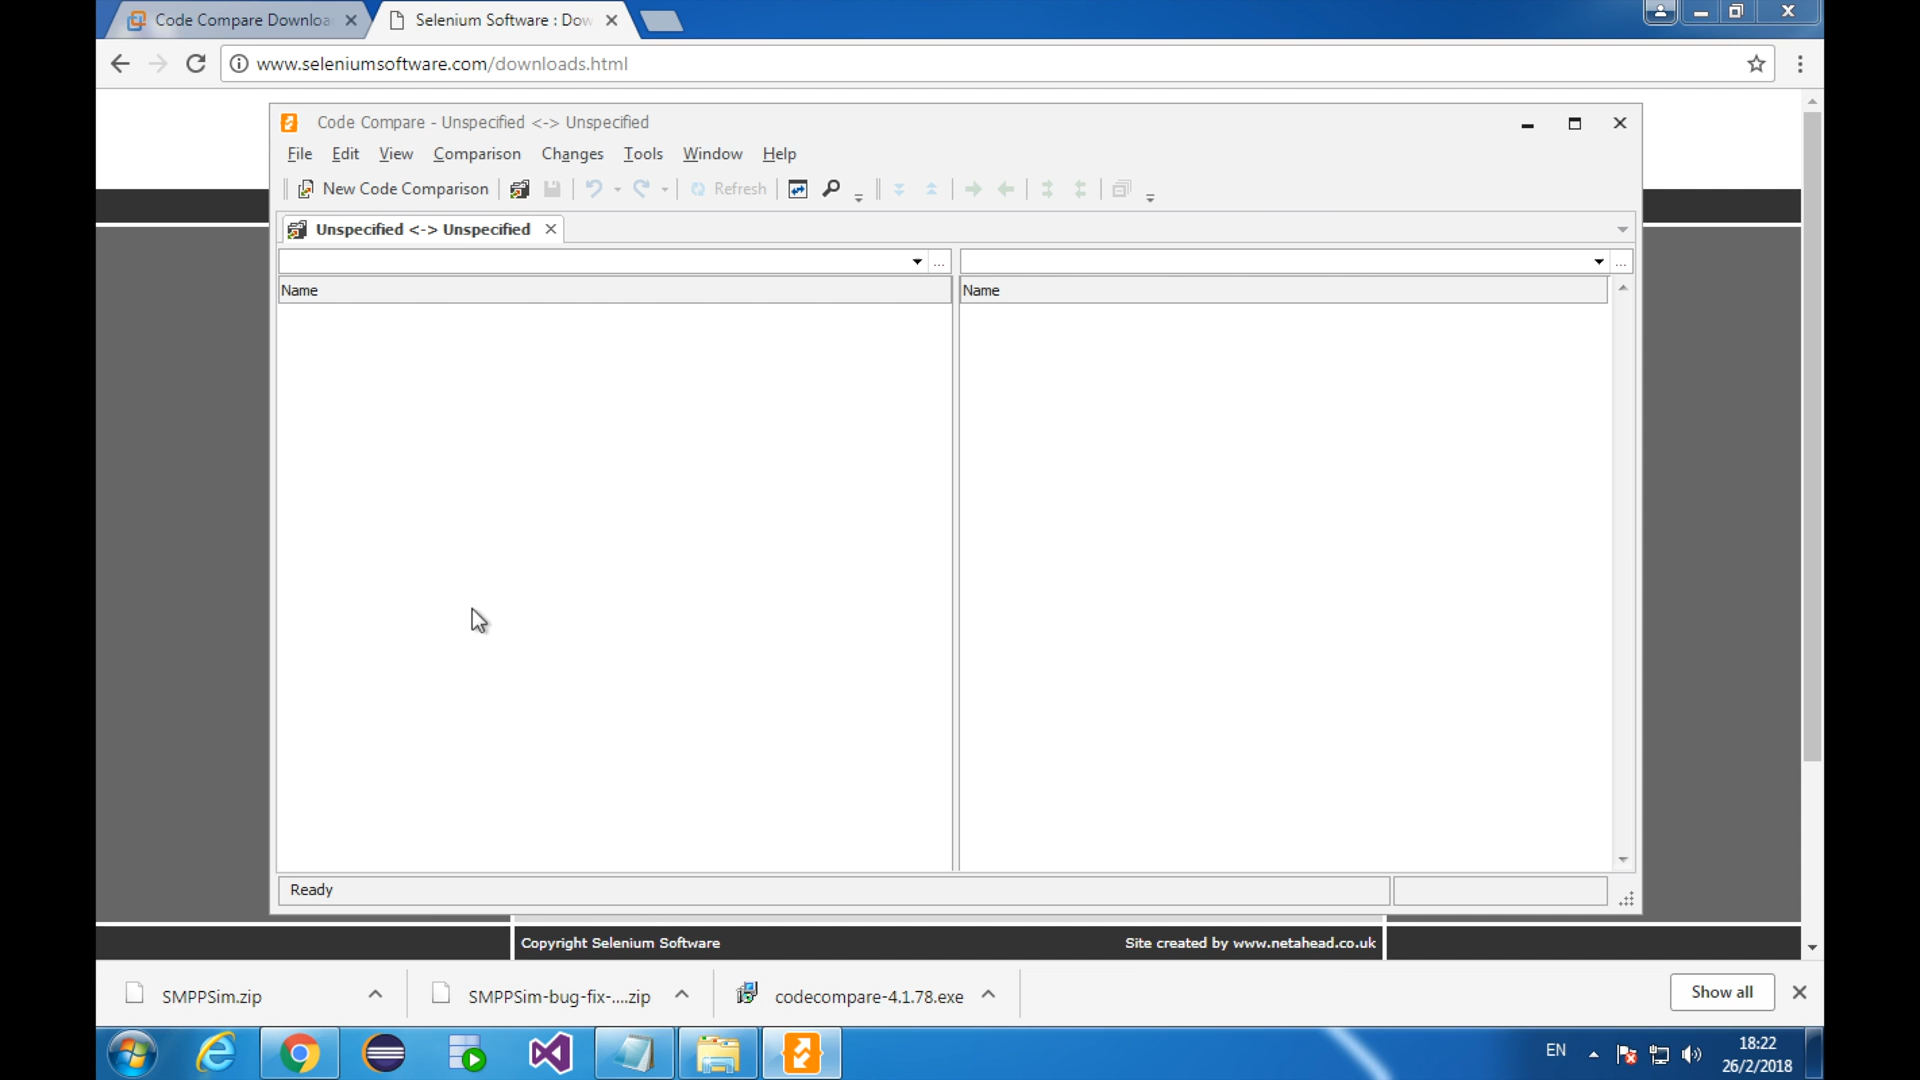 Code Compare Downloa
Selenium Software : Dow
www.seleniumsoftware.com/downloads.html
Code Compare - Unspecified <-> Unspecified
File Edit View Comparison Changes Tools Window Help
New Code Comparison Refresh
Unspecified <-> Unspecified
... ...
Name Name
Ready
Copyright Selenium Software Site created by www.netahead.co.uk
SMPPSim.zip SMPPSim-bug-fix-....zip codecompare-4.1.78.exe Show all
EN 18:22
26/2/2018